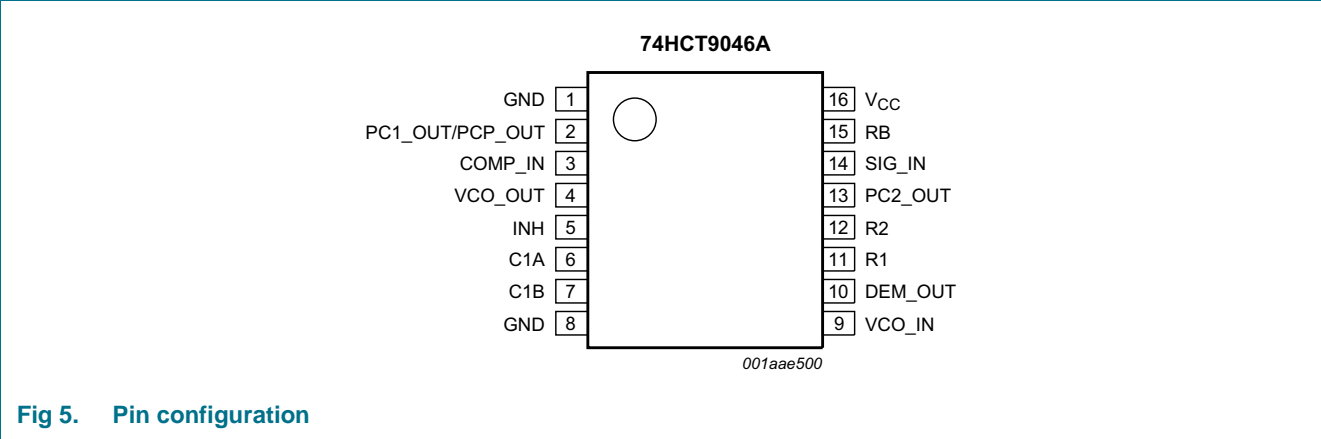 74HCT9046A
GND 1 16 VCC
PC1_OUT/PCP_OUT 2 15 RB
COMP_IN 3 14 SIG_IN
VCO_OUT 4 13 PC2_OUT
INH 5 12 R2
C1A 6 11 R1
C1B 7 10 DEM_OUT
GND 8 9 VCO_IN
001aae500
Fig 5. Pin configuration